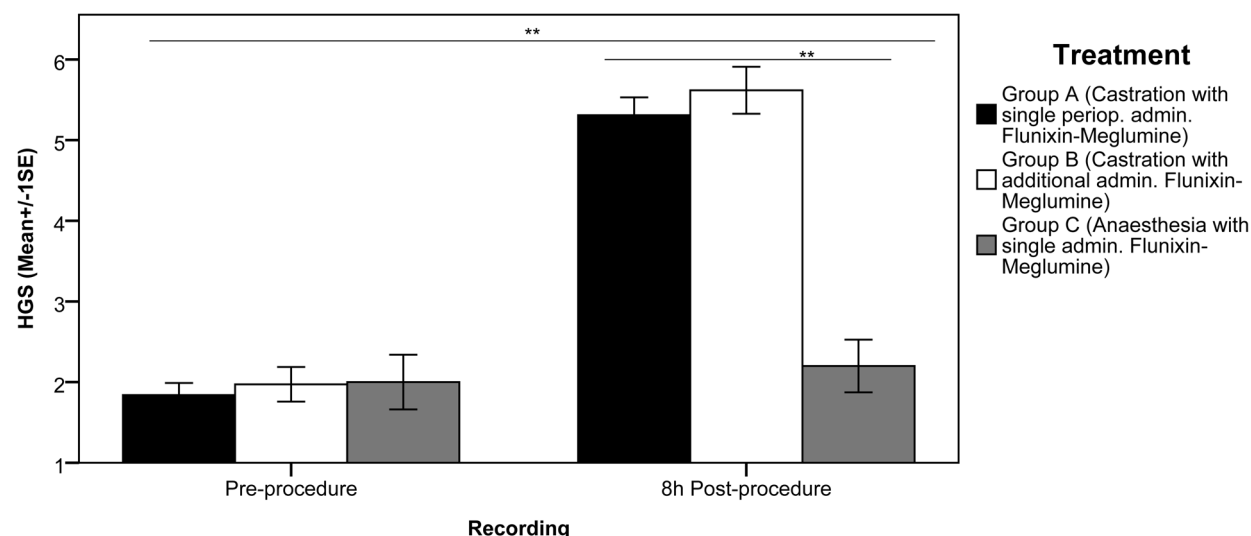 **
**
6
5
4
3
2
1
HGS (Mean+/-1SE)
Pre-procedure
8h Post-procedure
Recording
Treatment
Group A (Castration with
single periop. admin.
Flunixin-Meglumine)
Group B (Castration with
additional admin. Flunixin-
Meglumine)
Group C (Anaesthesia with
single admin. Flunixin-
Meglumine)